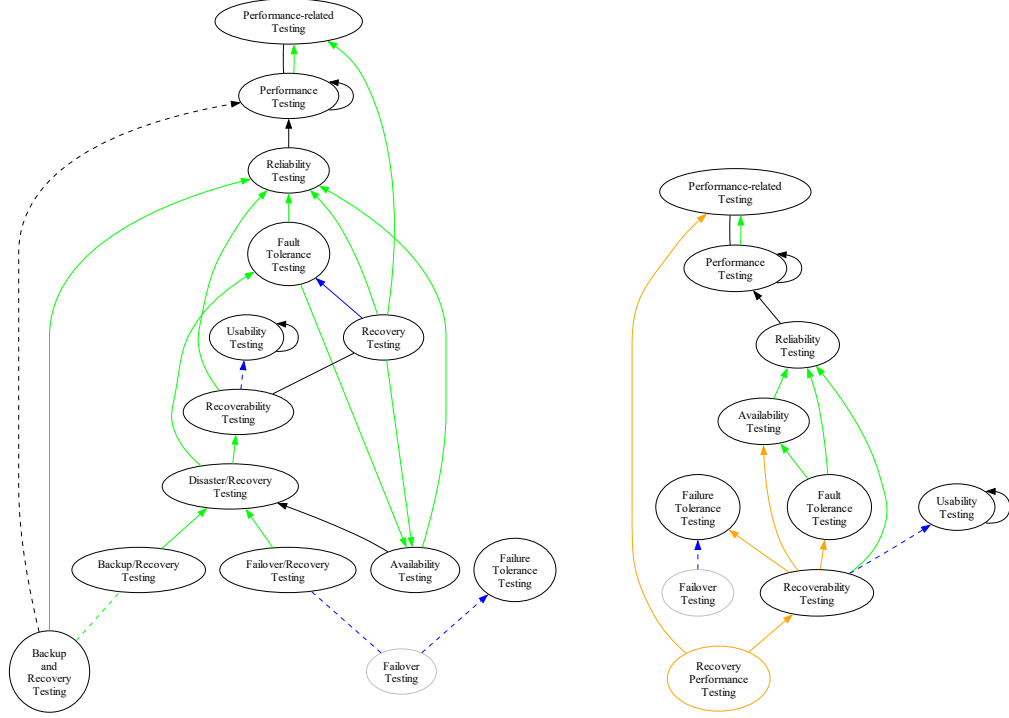 Performance-related
Testing
Performance
Testing
Reliability
Testing
Fault
Tolerance
Testing
Usability
Testing
Recovery
Testing
Recoverability
Testing
Disaster/Recovery
Testing
Backup/Recovery
Testing
Failover/Recovery
Testing
Availability
Testing
Failure
Tolerance
Testing
Backup
and
Recovery
Testing
Failover
Testing
Performance-related
Testing
Performance
Testing
Reliability
Testing
Availability
Testing
Failure
Tolerance
Testing
Fault
Tolerance
Testing
Usability
Testing
Failover
Testing
Recoverability
Testing
Recovery
Performance
Testing